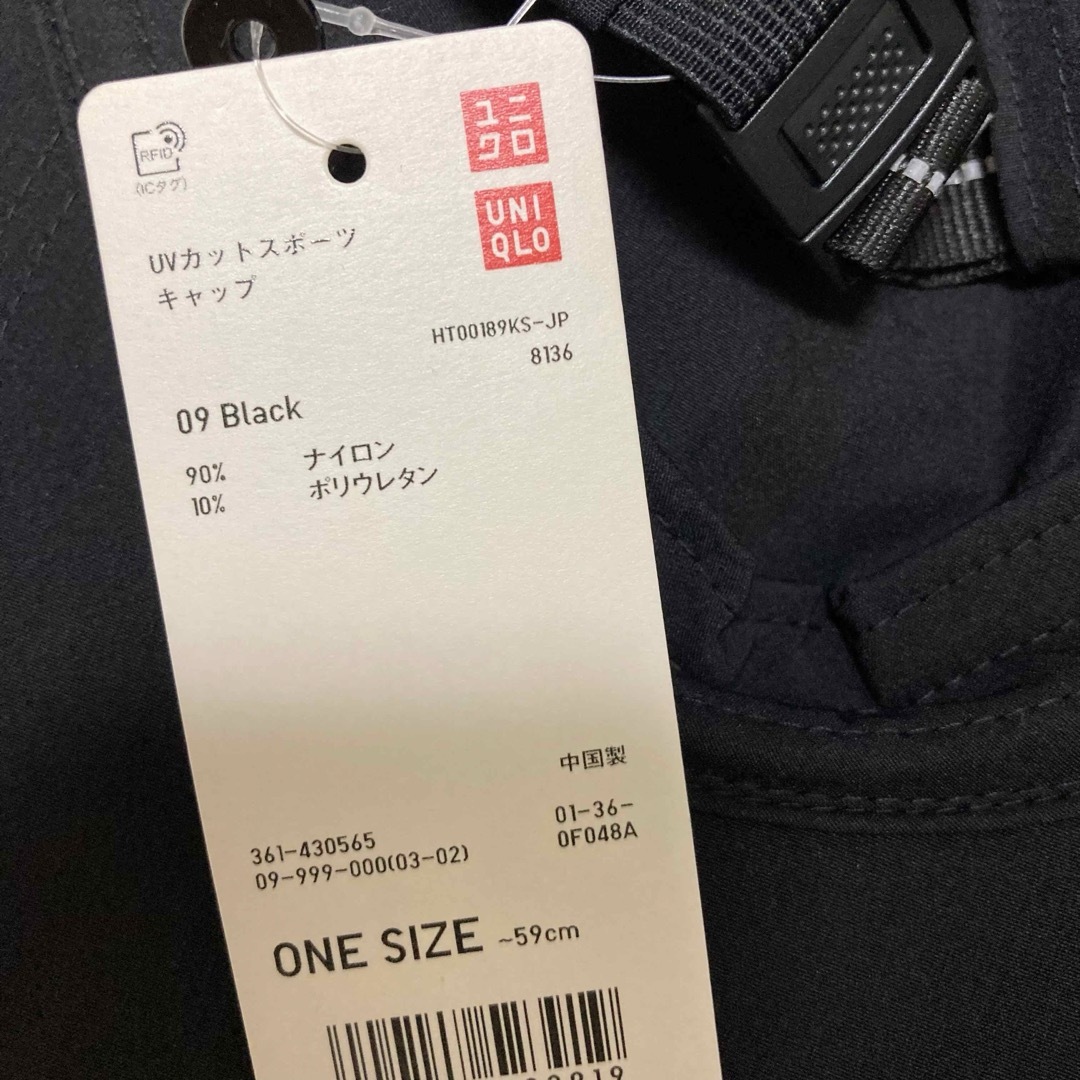 RFID
(ICタグ)
ユニ
クロ
UNI
QLO
UVカットスポーツ
キャップ
HT00189KS-JP
8136
09 Black
90% ナイロン
10% ポリウレタン
中国製
361-430565
01-36-
09-999-000(03-02)
0F048A
ONE SIZE ~59cm